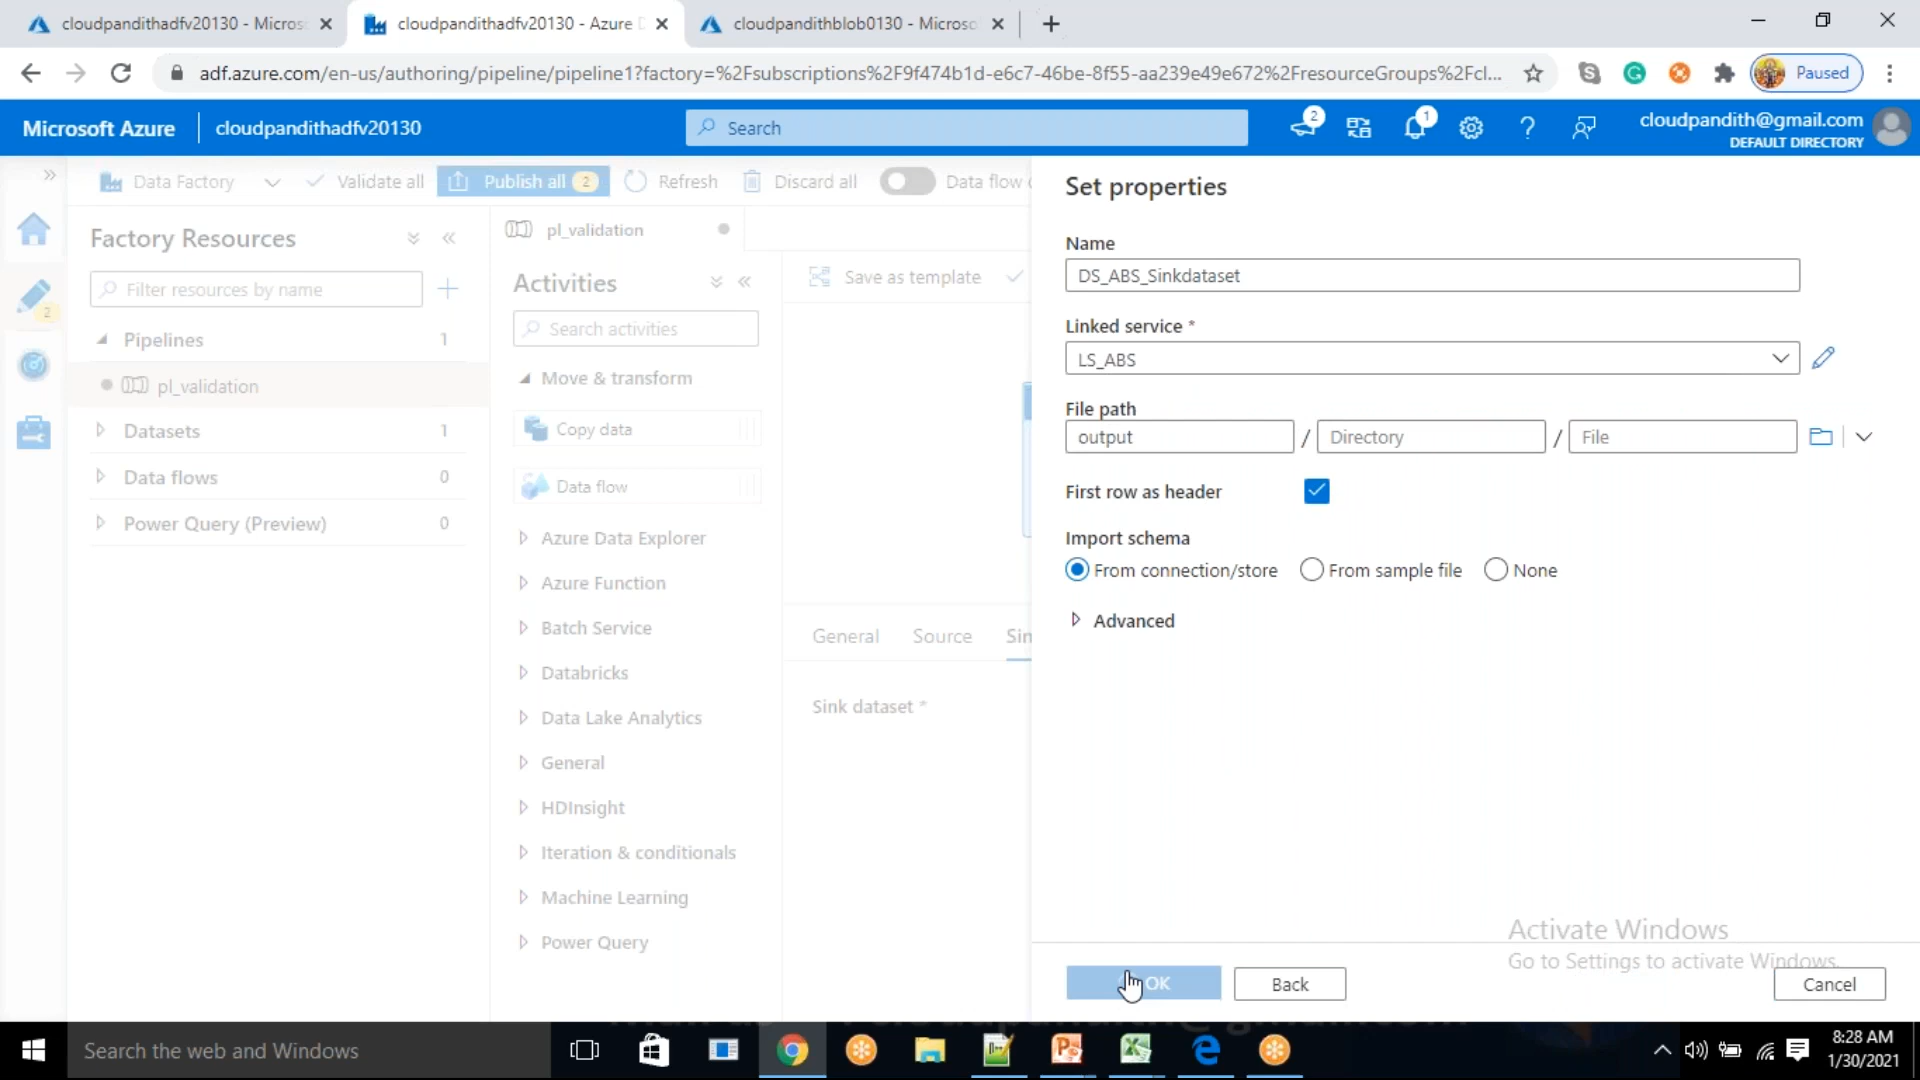 cloudpandithadfv20130 - Micros
cloudpandithadfv20130 - Azure D
cloudpandithblob0130 - Microso
adf.azure.com/en-us/authoring/pipeline/pipeline1?factory=%2Fsubscriptions%2F9f474b1d-e6c7-46be-8f55-aa239e49e672%2FresourceGroups%2Fcl...
Paused
Microsoft Azure
cloudpandithadfv20130
Search
2
1
cloudpandith@gmail.com
DEFAULT DIRECTORY
Data Factory
Validate all
Publish all 2
Refresh
Discard all
Data flow
2
Factory Resources
Filter resources by name
Pipelines 1
pl_validation
Datasets 1
Data flows 0
Power Query (Preview) 0
pl_validation
Activities
Search activities
Move & transform
Copy data
Data flow
Azure Data Explorer
Azure Function
Batch Service
Databricks
Data Lake Analytics
General
HDInsight
Iteration & conditionals
Machine Learning
Power Query
Save as template
General Source Sin
Sink dataset *
Set properties
Name
DS_ABS_Sinkdataset
Linked service *
LS_ABS
File path
output / Directory / File
First row as header
Import schema
From connection/store From sample file None
Advanced
Activate Windows
Go to Settings to activate Windows.
OK Back Cancel
Search the web and Windows
8:28 AM
1/30/2021